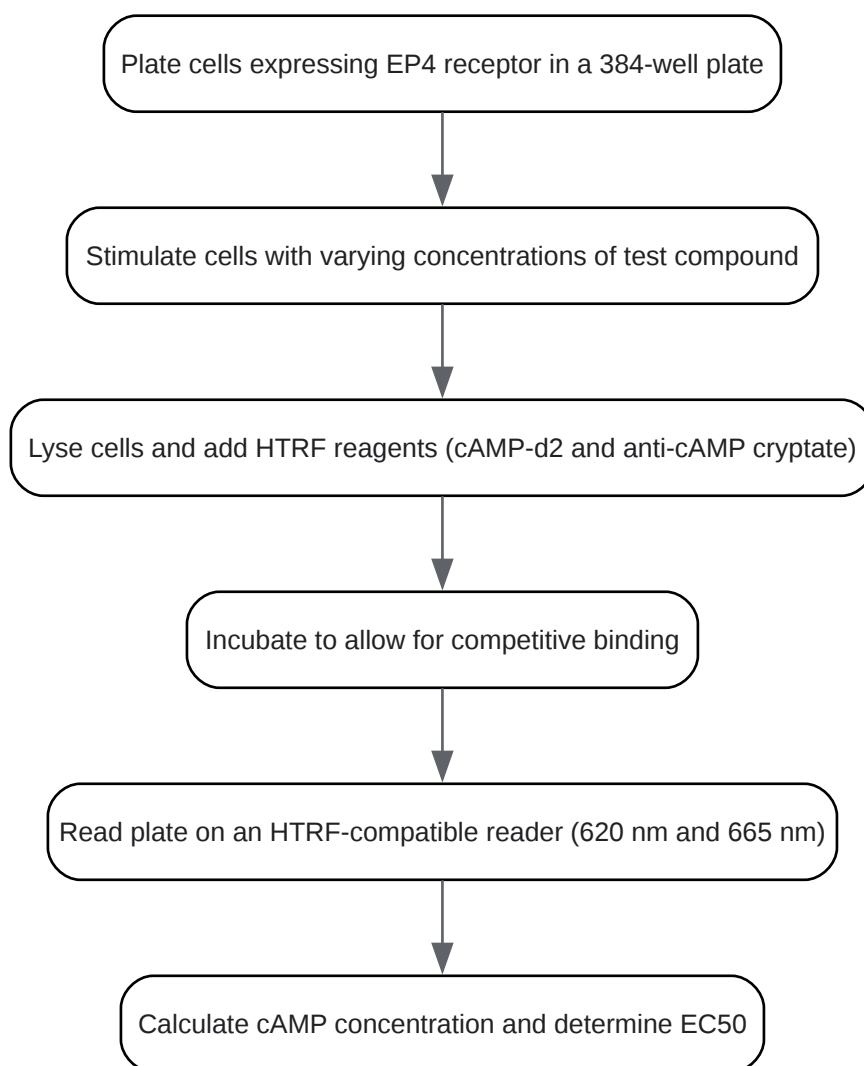 Plate cells expressing EP4 receptor in a 384-well plate
Stimulate cells with varying concentrations of test compound
Lyse cells and add HTRF reagents (cAMP-d2 and anti-cAMP cryptate)
Incubate to allow for competitive binding
Read plate on an HTRF-compatible reader (620 nm and 665 nm)
Calculate cAMP concentration and determine EC50